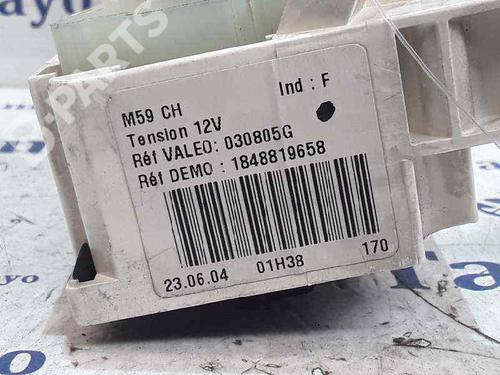 M59 CH Ind : F
Tension 12V
Réf VALEO: 030805G
Réf DEMO : 1848819658
23.06.04 01H38 170